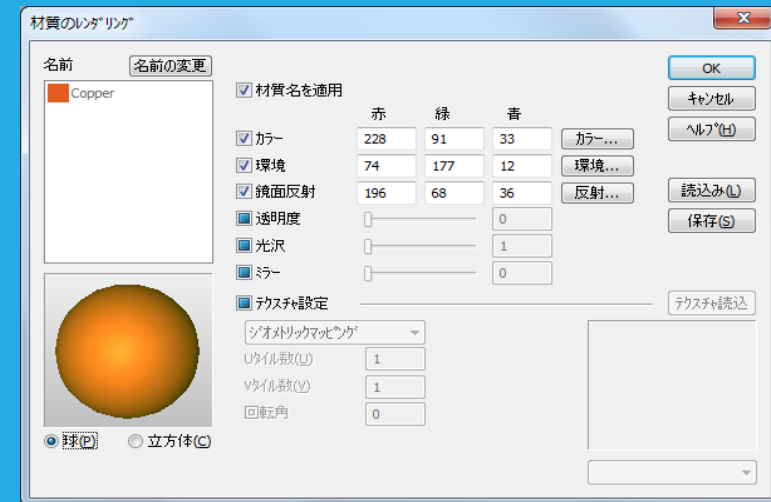 材質のﾚﾝﾀﾞﾘﾝｸﾞ
名前 名前の変更
Copper
材質名を適用
赤 緑 青
ｶﾗｰ 228 91 33 ｶﾗｰ...
環境 74 177 12 環境...
鏡面反射 196 68 36 反射...
透明度 0
光沢 1
ﾐﾗｰ 0
ﾃｸｽﾁｬ設定 ﾃｸｽﾁｬ読込
ｼﾞｵﾒﾄﾘｯｸﾏｯﾋﾟﾝｸﾞ
Uﾀｲﾙ数(U) 1
Vﾀｲﾙ数(V) 1
回転角 0
球(P) 立方体(C)
OK
ｷｬﾝｾﾙ
ﾍﾙﾌﾟ(H)
読込み(L)
保存(S)